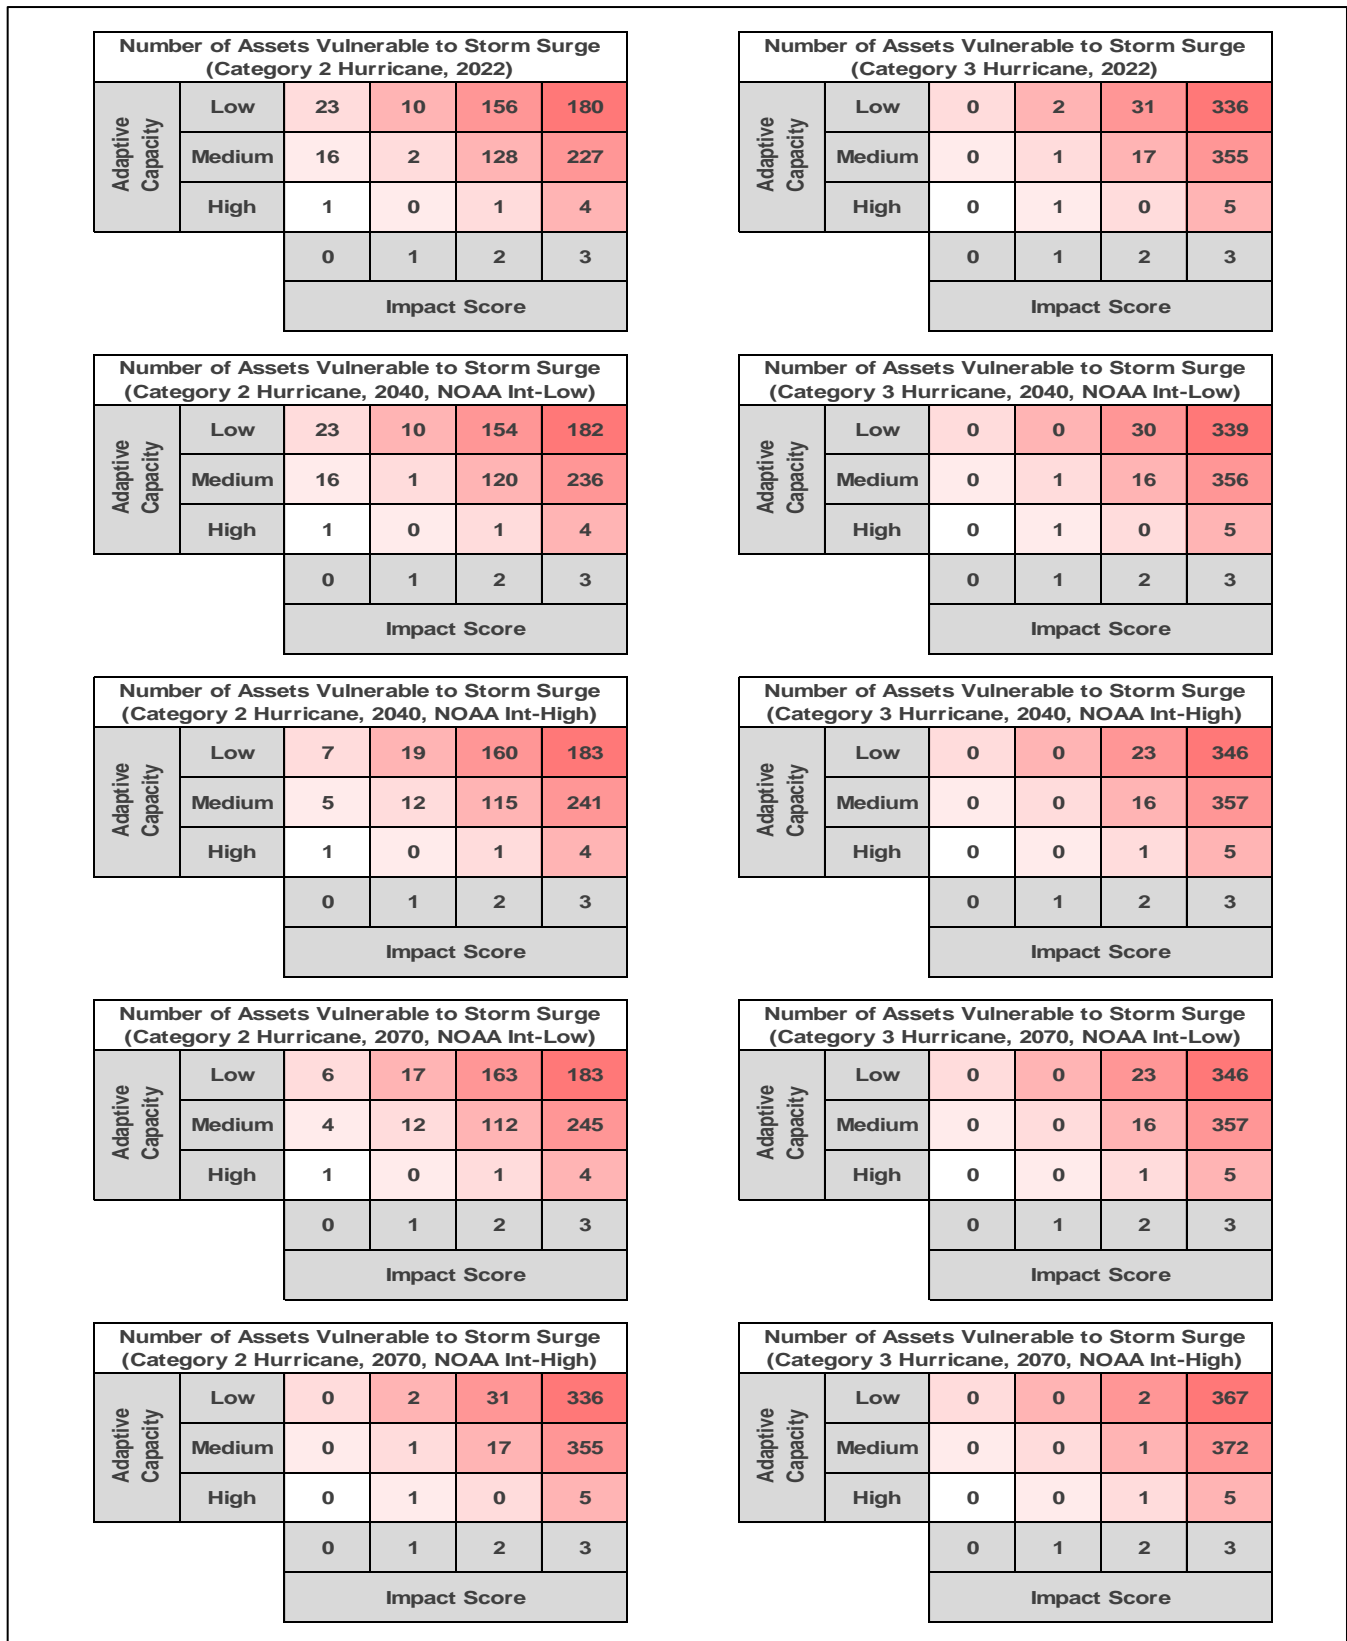 Number of Assets Vulnerable to Storm Surge
(Category 2 Hurricane, 2022)
Adaptive
Capacity
Low 23 10 156 180
Medium 16 2 128 227
High 1 0 1 4
0 1 2 3
Impact Score
Number of Assets Vulnerable to Storm Surge
(Category 3 Hurricane, 2022)
Adaptive
Capacity
Low 0 2 31 336
Medium 0 1 17 355
High 0 1 0 5
0 1 2 3
Impact Score
Number of Assets Vulnerable to Storm Surge
(Category 2 Hurricane, 2040, NOAA Int-Low)
Adaptive
Capacity
Low 23 10 154 182
Medium 16 1 120 236
High 1 0 1 4
0 1 2 3
Impact Score
Number of Assets Vulnerable to Storm Surge
(Category 3 Hurricane, 2040, NOAA Int-Low)
Adaptive
Capacity
Low 0 0 30 339
Medium 0 1 16 356
High 0 1 0 5
0 1 2 3
Impact Score
Number of Assets Vulnerable to Storm Surge
(Category 2 Hurricane, 2040, NOAA Int-High)
Adaptive
Capacity
Low 7 19 160 183
Medium 5 12 115 241
High 1 0 1 4
0 1 2 3
Impact Score
Number of Assets Vulnerable to Storm Surge
(Category 3 Hurricane, 2040, NOAA Int-High)
Adaptive
Capacity
Low 0 0 23 346
Medium 0 0 16 357
High 0 0 1 5
0 1 2 3
Impact Score
Number of Assets Vulnerable to Storm Surge
(Category 2 Hurricane, 2070, NOAA Int-Low)
Adaptive
Capacity
Low 6 17 163 183
Medium 4 12 112 245
High 1 0 1 4
0 1 2 3
Impact Score
Number of Assets Vulnerable to Storm Surge
(Category 3 Hurricane, 2070, NOAA Int-Low)
Adaptive
Capacity
Low 0 0 23 346
Medium 0 0 16 357
High 0 0 1 5
0 1 2 3
Impact Score
Number of Assets Vulnerable to Storm Surge
(Category 2 Hurricane, 2070, NOAA Int-High)
Adaptive
Capacity
Low 0 2 31 336
Medium 0 1 17 355
High 0 1 0 5
0 1 2 3
Impact Score
Number of Assets Vulnerable to Storm Surge
(Category 3 Hurricane, 2070, NOAA Int-High)
Adaptive
Capacity
Low 0 0 2 367
Medium 0 0 1 372
High 0 0 1 5
0 1 2 3
Impact Score